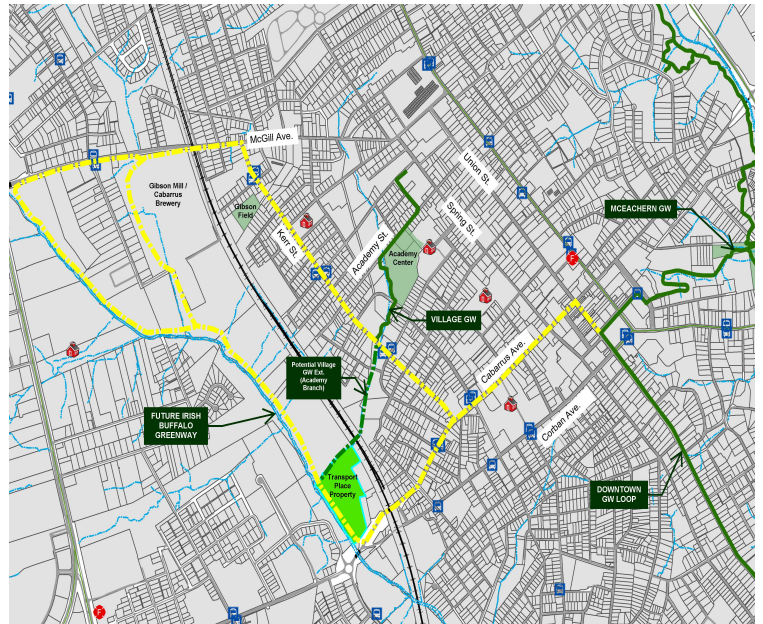 McGill Ave.
Union St.
Gibson Mill /
Cabarrus
Brewery
Gibson
Field
MCEACHERN GW
Spring St.
Kerr St.
Academy St.
Academy
Center
F
VILLAGE GW
Potential Village
GW Ext.
(Academy
Branch)
Cabarrus Ave.
FUTURE IRISH
BUFFALO
GREENWAY
Corban Ave.
Transport
Place
Property
DOWNTOWN
GW LOOP
F